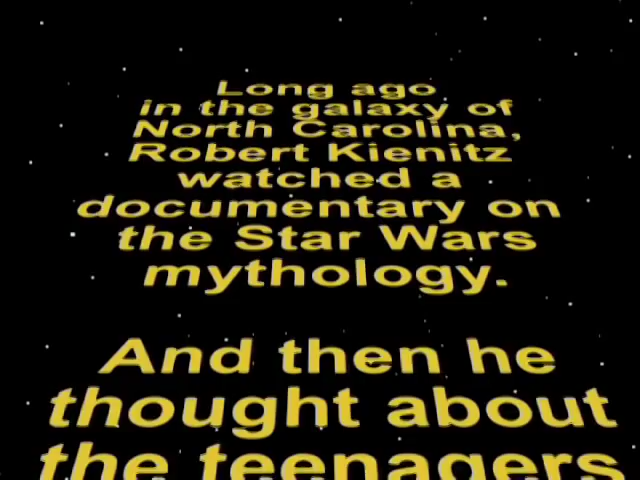 Long ago
in the galaxy of
North Carolina,
Robert Kienitz
watched a
documentary on
the Star Wars
mythology.
And then he
thought about
the teenagers